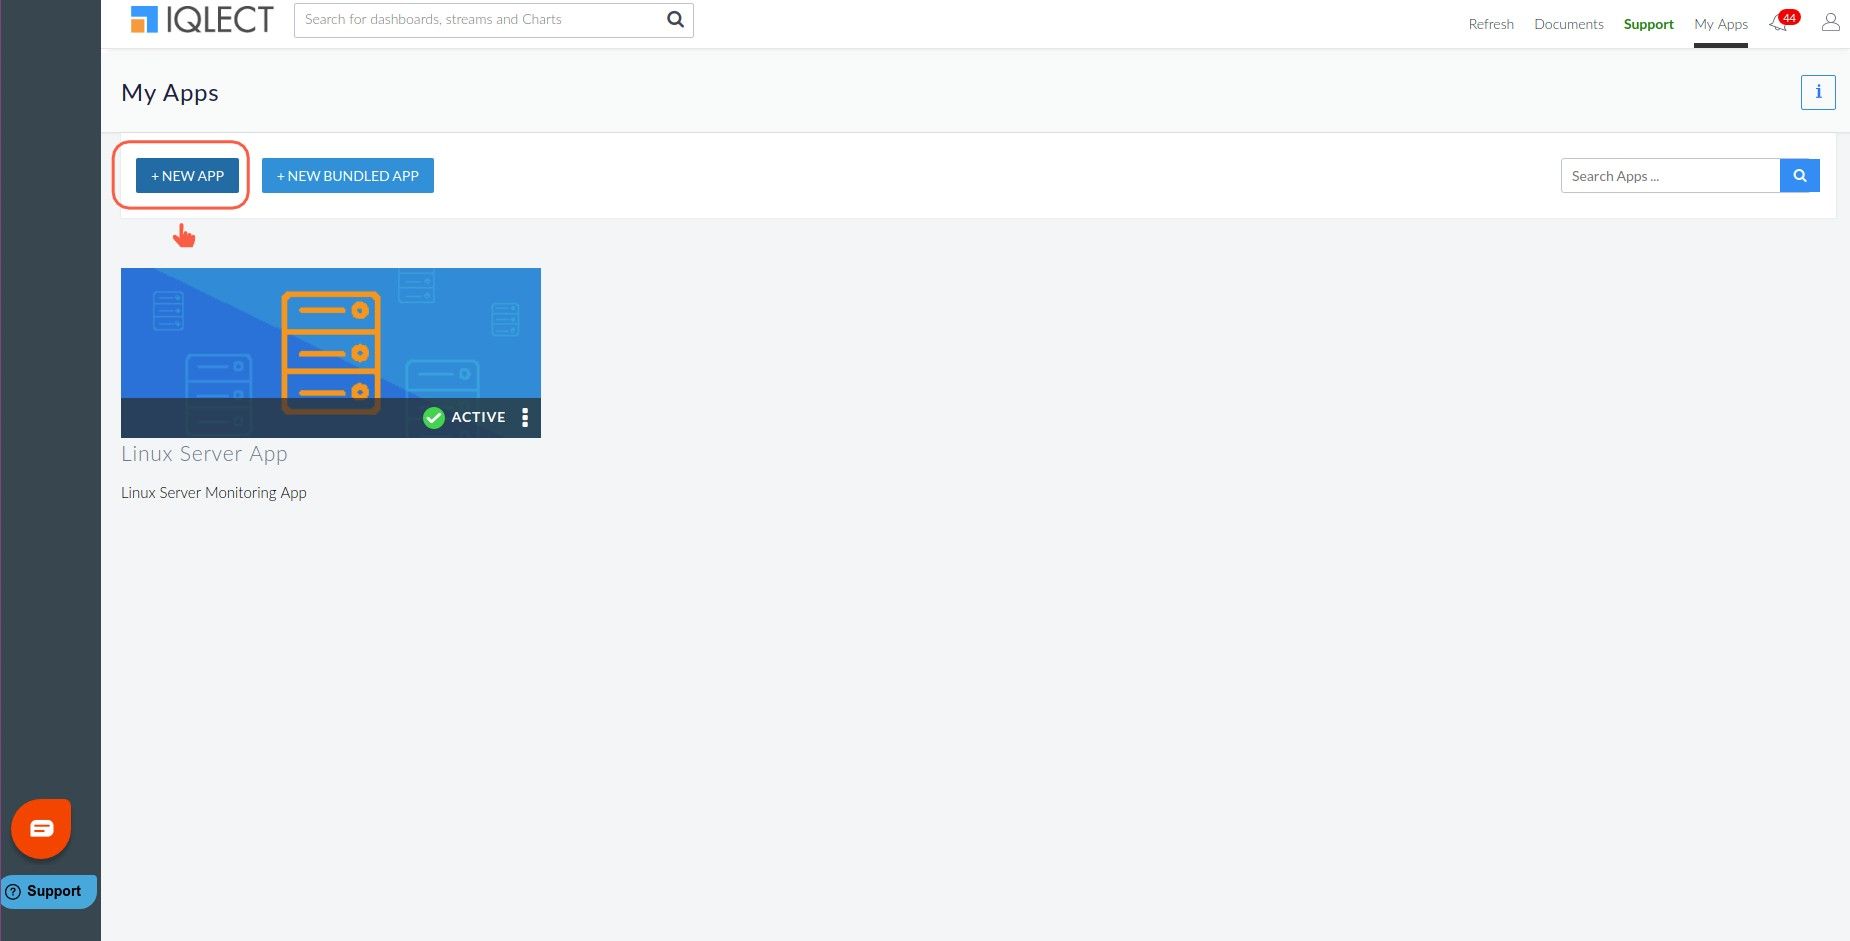 IQLECT
Search for dashboards, streams and Charts
Refresh
Documents
Support
My Apps
44
My Apps
i
+ NEW APP
+ NEW BUNDLED APP
Search Apps ...
ACTIVE
Linux Server App
Linux Server Monitoring App
? Support